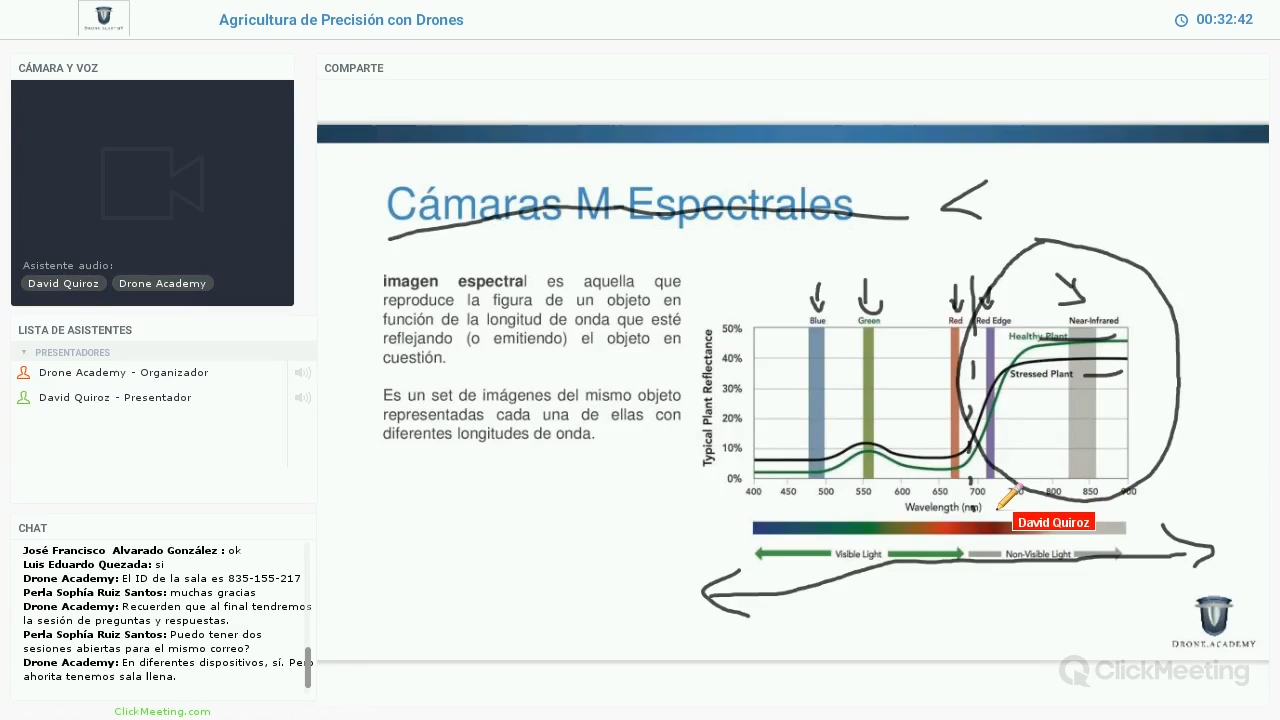 DRONE.ACADEMY
Agricultura de Precisión con Drones
00:32:42
CÁMARA Y VOZ
Asistente audio:
David Quiroz
Drone Academy
LISTA DE ASISTENTES
PRESENTADORES
Drone Academy - Organizador
David Quiroz - Presentador
CHAT
José Francisco Alvarado González : ok
Luis Eduardo Quezada: si
Drone Academy: El ID de la sala es 835-155-217
Perla Sophía Ruiz Santos: muchas gracias
Drone Academy: Recuerden que al final tendremos
la sesión de preguntas y respuestas.
Perla Sophía Ruiz Santos: Puedo tener dos
sesiones abiertas para el mismo correo?
Drone Academy: En diferentes dispositivos, sí. Pero
ahorita tenemos sala llena.
ClickMeeting.com
COMPARTE
Cámaras M-Espectrales
imagen espectral es aquella que
reproduce la figura de un objeto en
función de la longitud de onda que esté
reflejando (o emitiendo) el objeto en
cuestión.
Es un set de imágenes del mismo objeto
representadas cada una de ellas con
diferentes longitudes de onda.
Blue
Green
Red
Red Edge
Near-Infrared
Typical Plant Reflectance
50%
40%
30%
20%
10%
0%
Healthy Plant
Stressed Plant
400 450 500 550 600 650 700 750 800 850 900
Wavelength (nm)
David Quiroz
Visible Light
Non-Visible Light
DRONE.ACADEMY
ClickMeeting